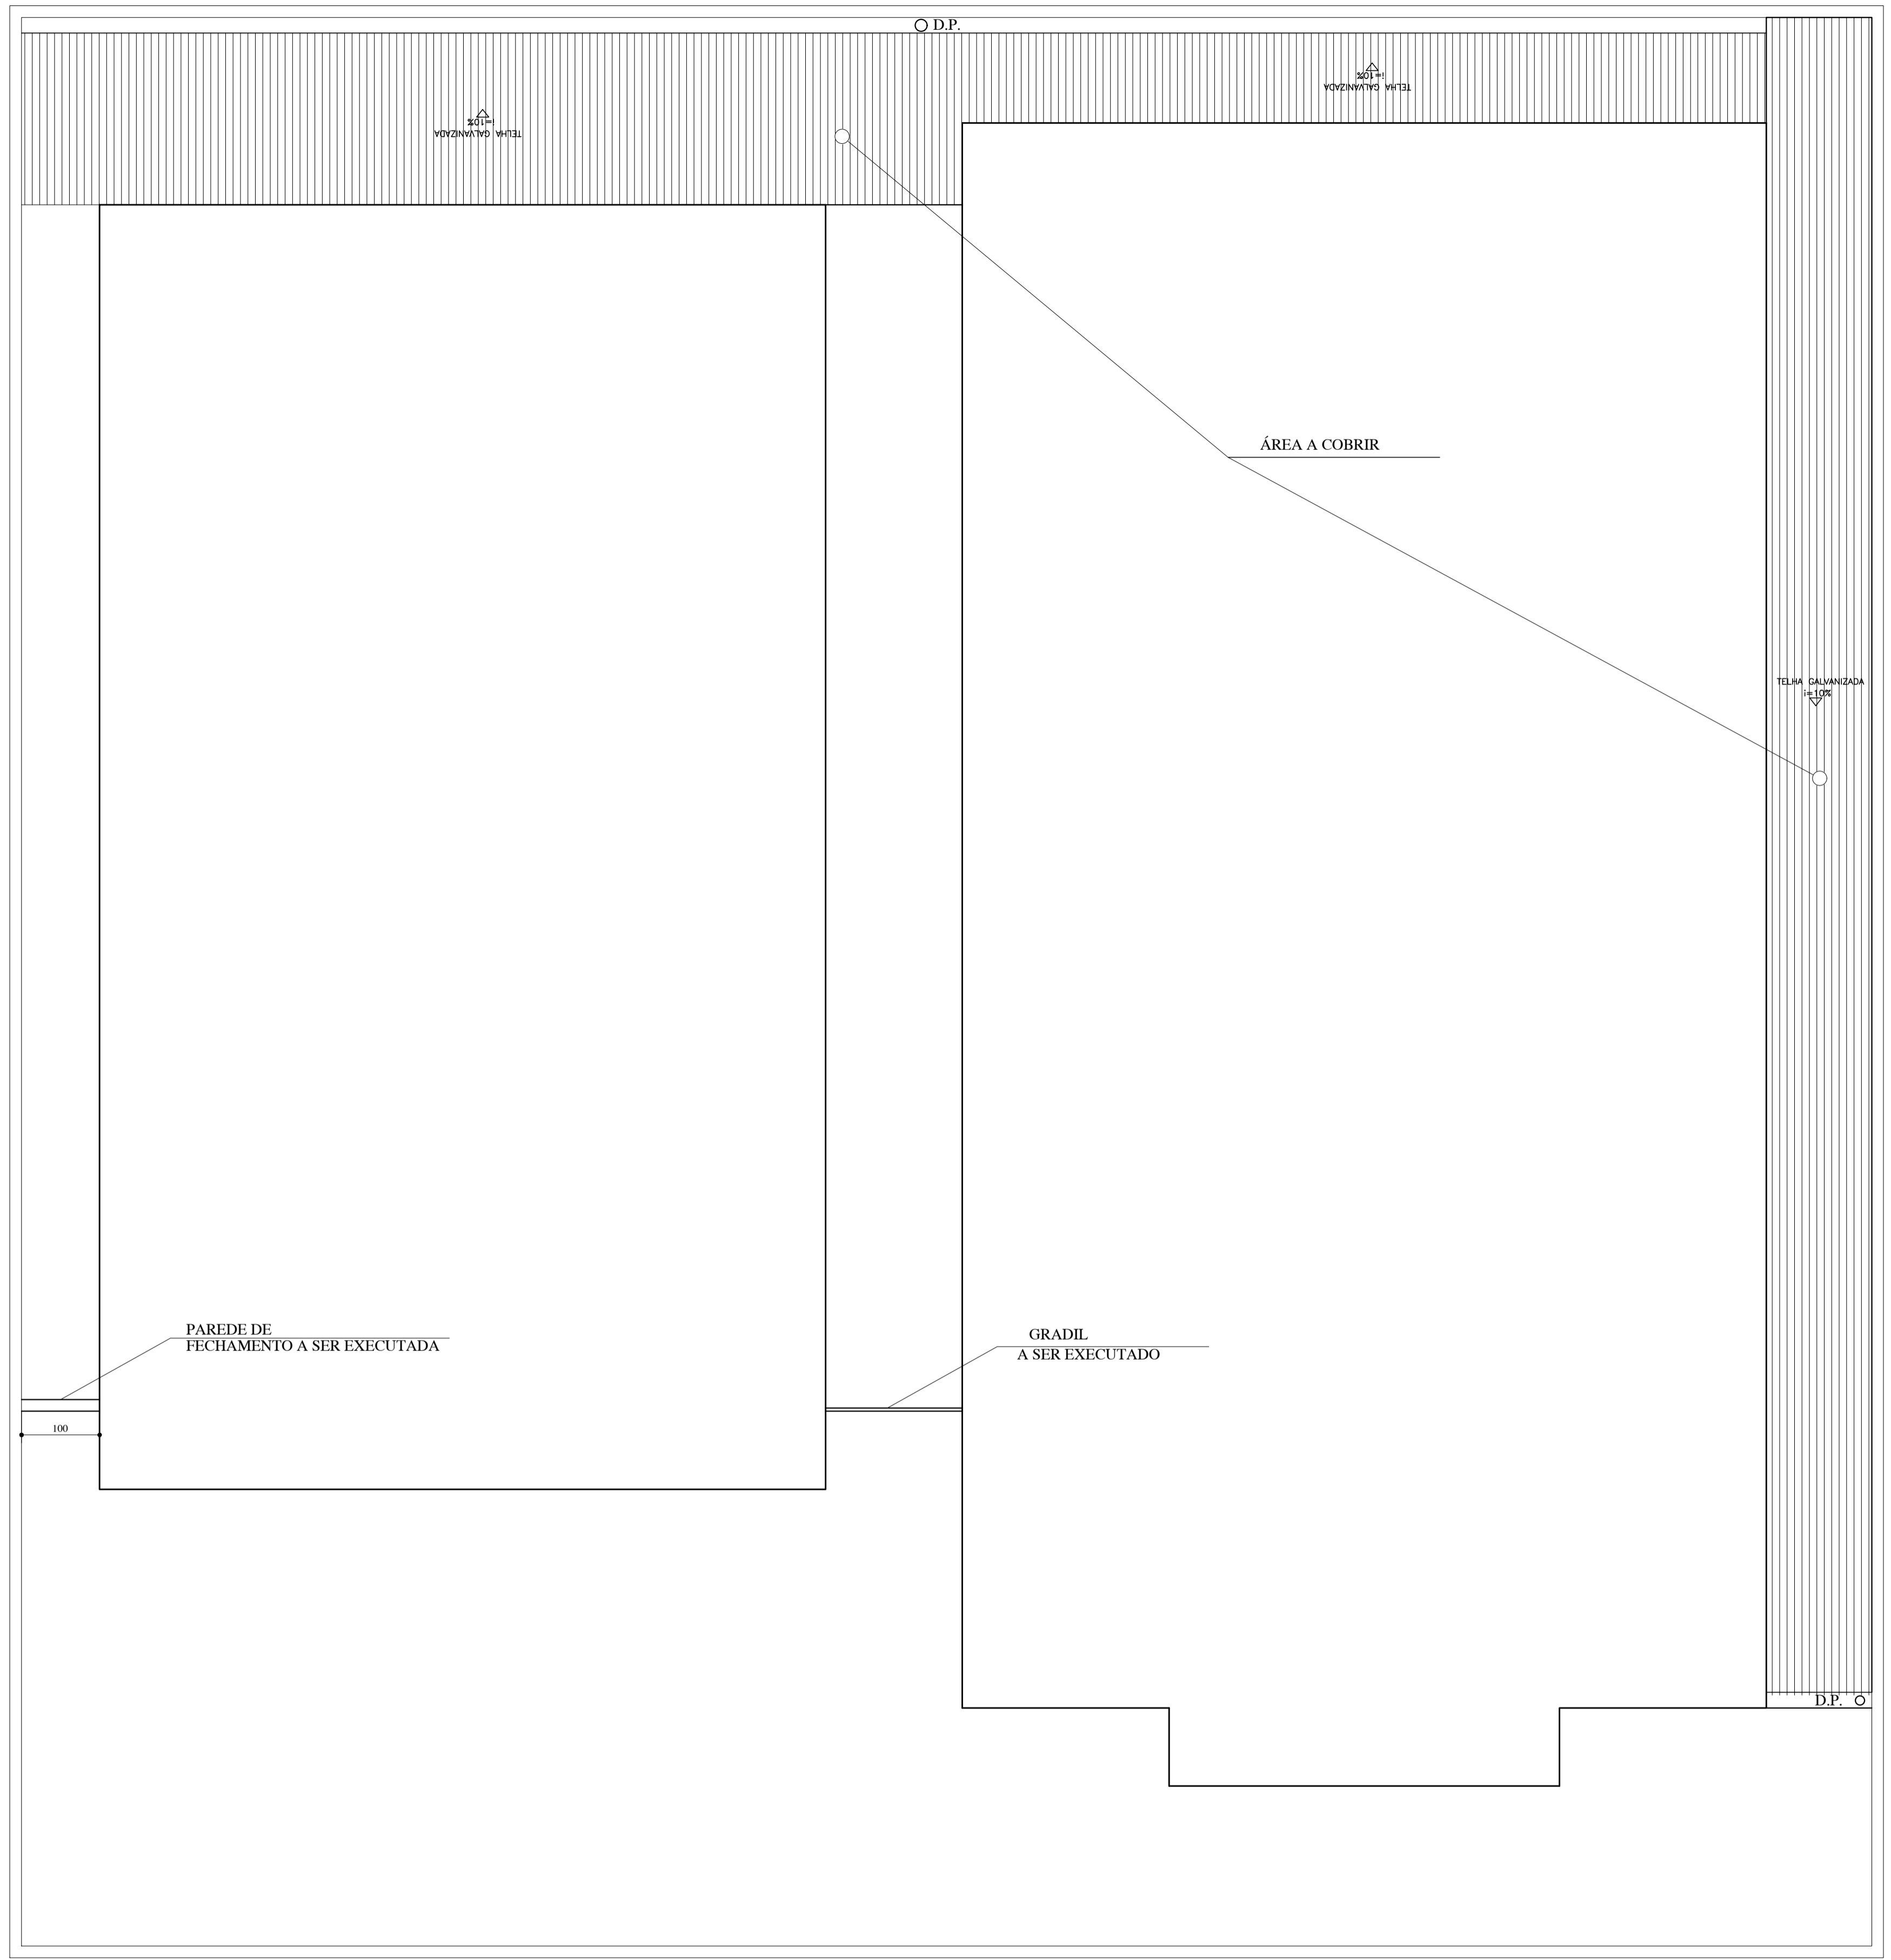 D.P.
TELHA GALVANIZADA
i=10%
TELHA GALVANIZADA
i=10%
ÁREA A COBRIR
TELHA GALVANIZADA
i=10%
PAREDE DE
FECHAMENTO A SER EXECUTADA
GRADIL
A SER EXECUTADO
100
D.P.